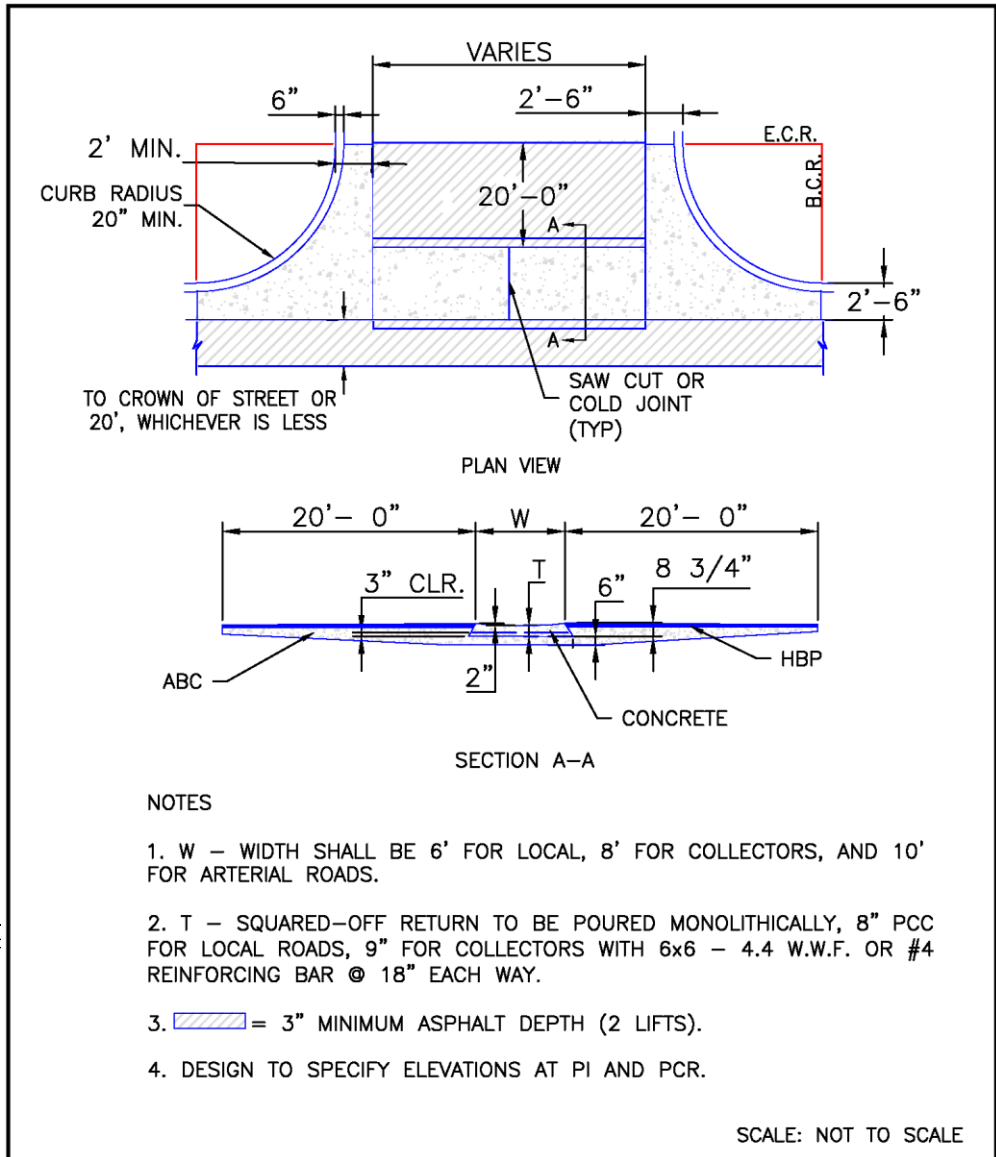 VARIES
6”
2’-6”
E.C.R.
2’ MIN.
B.C.R.
CURB RADIUS
20” MIN.
20’-0”
A
2’-6”
A
TO CROWN OF STREET OR
20’, WHICHEVER IS LESS
SAW CUT OR
COLD JOINT
(TYP)
PLAN VIEW
20’- 0”
W
20’- 0”
3” CLR.
T
6”
8 3/4”
ABC
2”
HBP
CONCRETE
SECTION A-A
NOTES
1. W – WIDTH SHALL BE 6’ FOR LOCAL, 8’ FOR COLLECTORS, AND 10’
FOR ARTERIAL ROADS.
2. T – SQUARED-OFF RETURN TO BE POURED MONOLITHICALLY, 8” PCC
FOR LOCAL ROADS, 9” FOR COLLECTORS WITH 6x6 – 4.4 W.W.F. OR #4
REINFORCING BAR @ 18” EACH WAY.
3. = 3” MINIMUM ASPHALT DEPTH (2 LIFTS).
4. DESIGN TO SPECIFY ELEVATIONS AT PI AND PCR.
SCALE: NOT TO SCALE